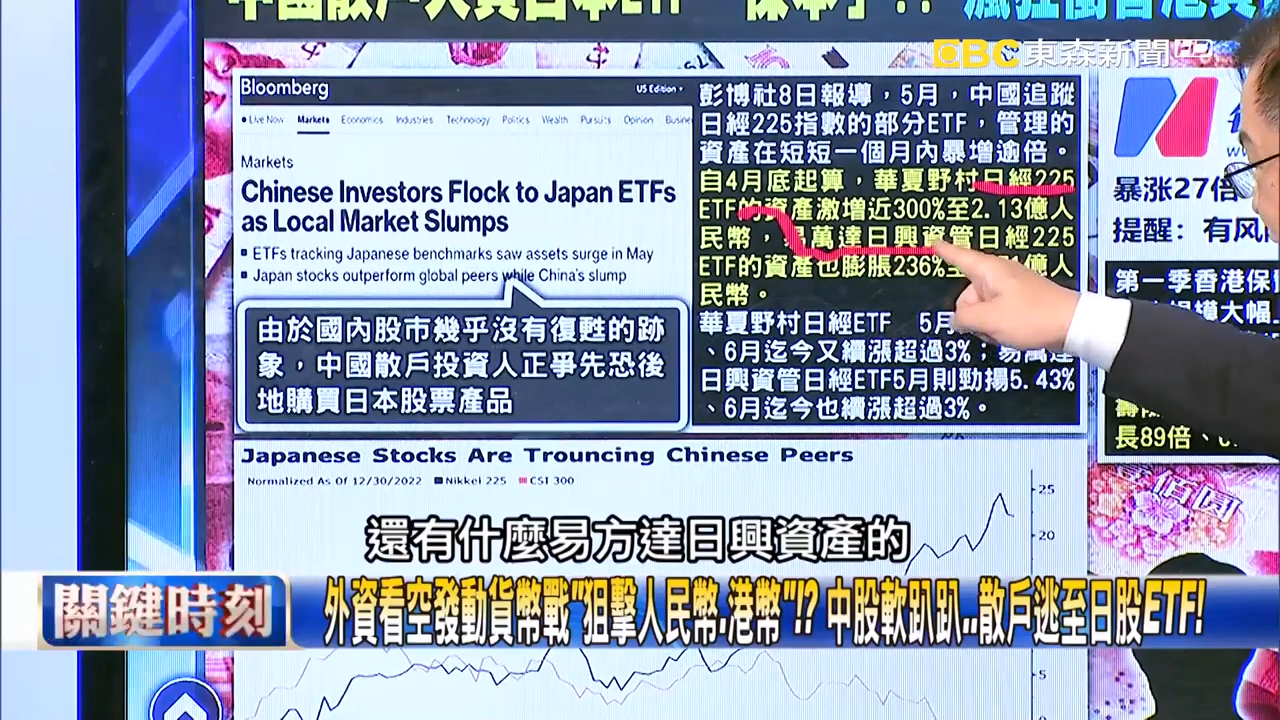 EBC 東森新聞
Bloomberg
US Edition
Live Now Markets Economics Industries Technology Politics Wealth Pursuits Opinion
Markets
Chinese Investors Flock to Japan ETFs
as Local Market Slumps
ETFs tracking Japanese benchmarks saw assets surge in May
Japan stocks outperform global peers while China's slump
由於國內股市幾乎沒有復甦的跡
象，中國散戶投資人正爭先恐後
地購買日本股票產品
彭博社8日報導，5月，中國追蹤
日經225指數的部分ETF，管理的
資產在短短一個月內暴增逾倍。
自4月底起算，華夏野村日經225
ETF的資產激增近300%至2.13億人
民幣，易萬達日興資管日經225
ETF的資產也膨脹236%至 億人
民幣。
華夏野村日經ETF 5月
、6月迄今又續漲超過3%；易萬達
日興資管日經ETF5月則勁揚5.43%
、6月迄今也續漲超過3%。
暴涨27倍
提醒：有风
第一季香港保
規模大幅
長89倍、
Japanese Stocks Are Trouncing Chinese Peers
Normalized As Of 12/30/2022 Nikkei 225 CSI 300
25
20
5
還有什麼易方達日興資產的
關鍵時刻
外資看空發動貨幣戰"狙擊人民幣.港幣"!? 中股軟趴趴..散戶逃至日股ETF!